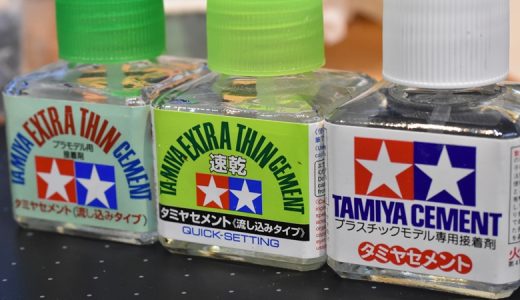 TAMIYA EXTRA THIN CEMENT
プラモデル用
接着剤
タミヤセメント(流し込みタイプ)
TAMIYA EXTRA THIN CEMENT
速乾
タミヤセメント(流し込みタイプ)
QUICK-SETTING
TAMIYA CEMENT
プラスチックモデル専用接着剤
タミヤセメント
火